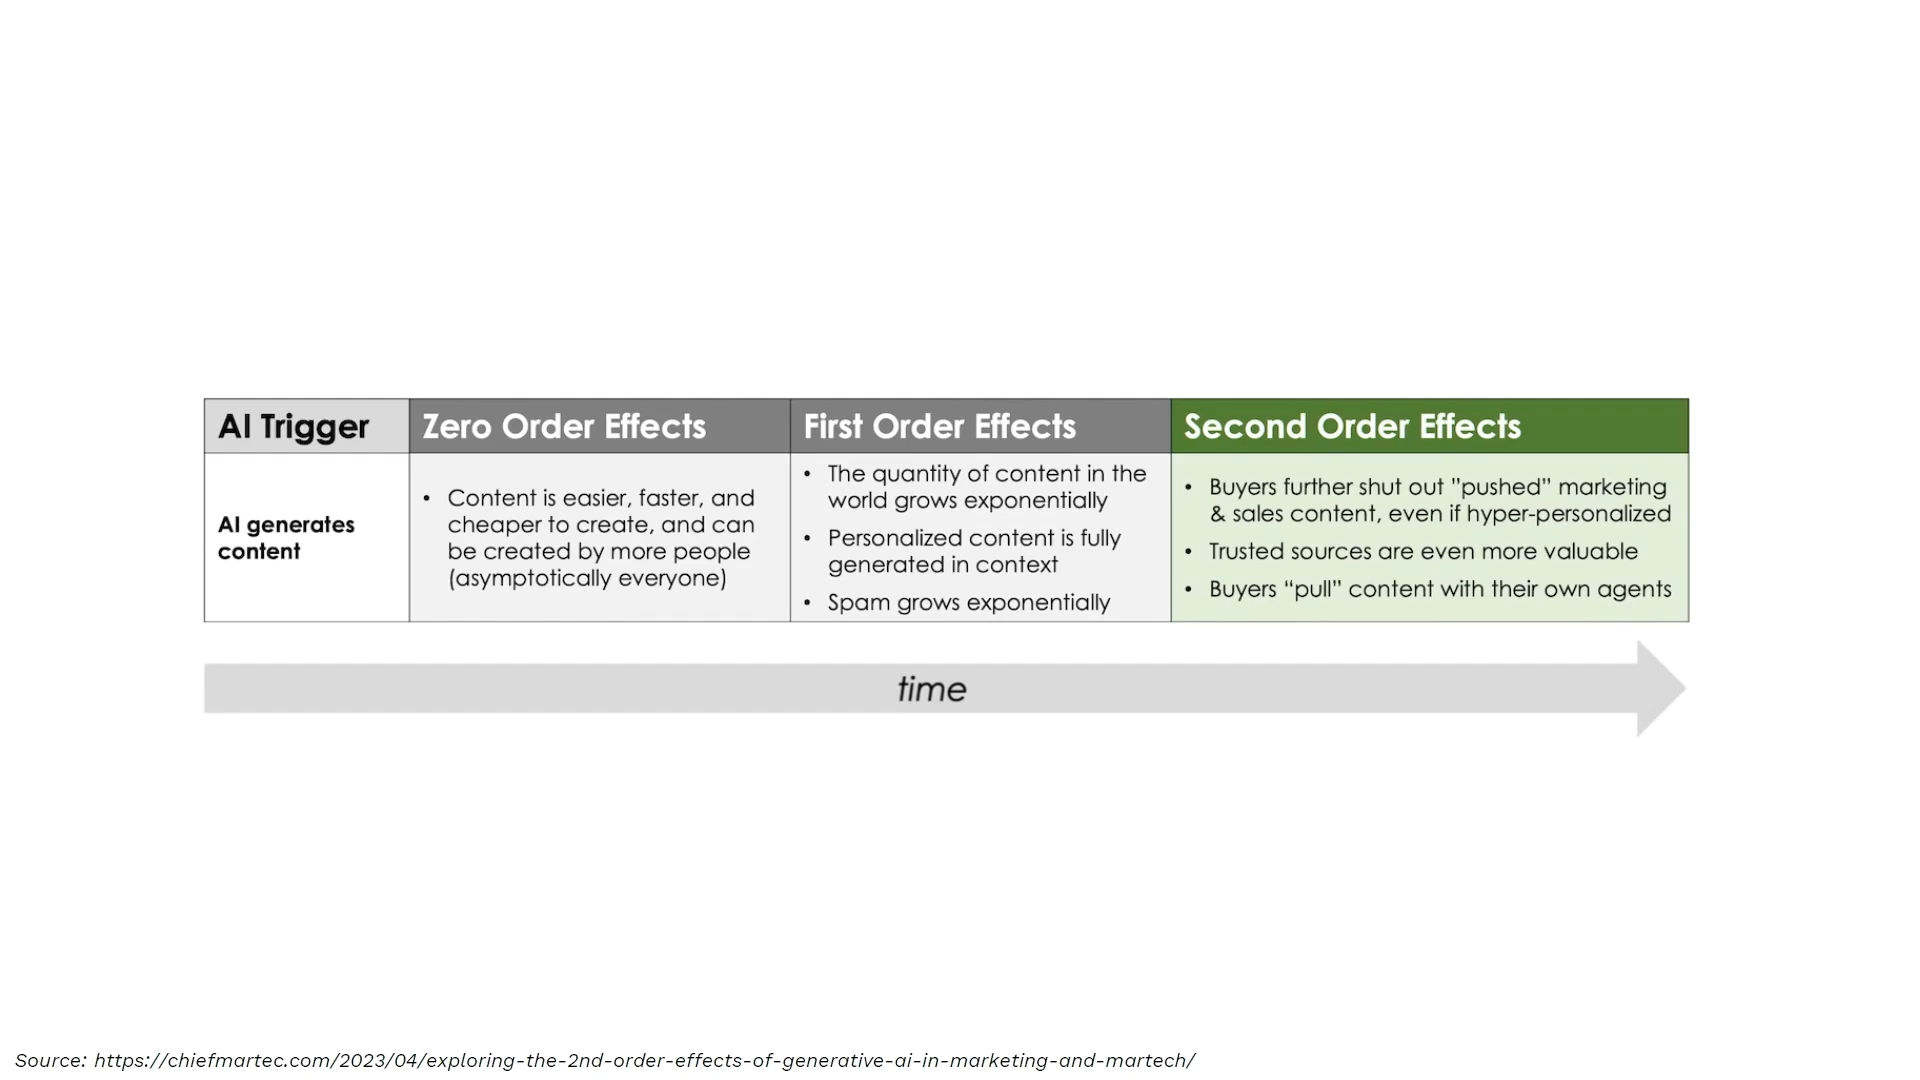 AI Trigger
Zero Order Effects
First Order Effects
Second Order Effects
AI generates
content
• Content is easier, faster, and
cheaper to create, and can
be created by more people
(asymptotically everyone)
• The quantity of content in the
world grows exponentially
• Personalized content is fully
generated in context
• Spam grows exponentially
• Buyers further shut out ”pushed” marketing
& sales content, even if hyper-personalized
• Trusted sources are even more valuable
• Buyers “pull” content with their own agents
time
Source: https://chiefmartec.com/2023/04/exploring-the-2nd-order-effects-of-generative-ai-in-marketing-and-martech/